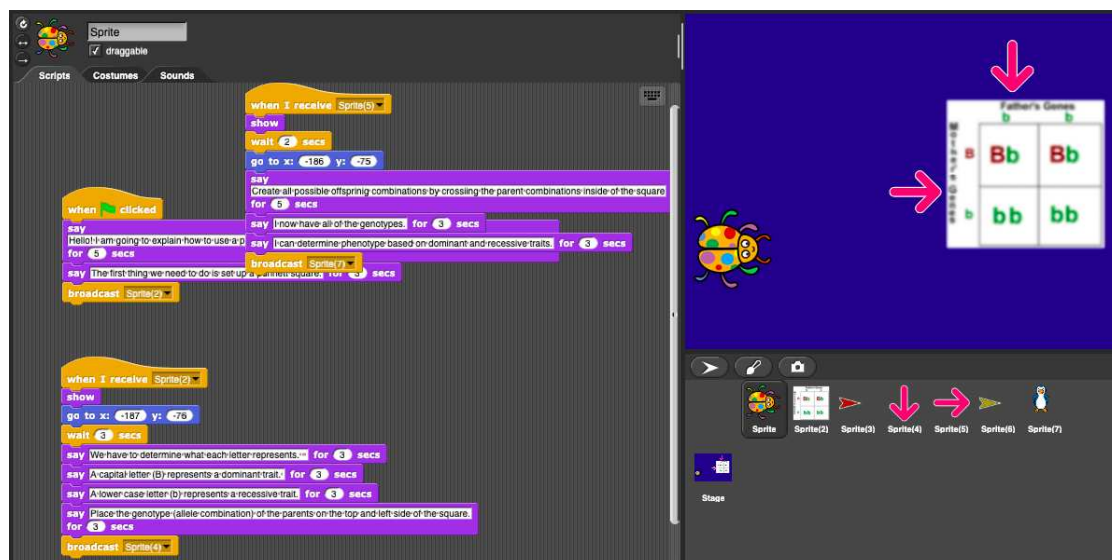 Sprite
draggable
Scripts Costumes Sounds
when I receive Sprite(5)
show
wait 2 secs
go to x: -186 y: -75
say
Create all possible offsprinig combinations by crossiing the parent combinations inside of the square
for 5 secs
say I now have all of the genotypes. for 3 secs
say I can determine phenotype based on dominant and recessive traits. for 3 secs
broadcast Sprite(7)
when clicked
say
Hello! I am going to explain how to use a p
for 5 secs
say The first thing we need to do is set up a punnett square. for 3 secs
broadcast Sprite(2)
when I receive Sprite(2)
show
go to x: -187 y: -76
wait 3 secs
say We have to determine what each letter represents. for 3 secs
say A capital letter (B) represents a dominant trait. for 3 secs
say A lower case letter (b) represents a recessive trait. for 3 secs
say Place the genotype (allele combination) of the parents on the top and left side of the square.
for 3 secs
broadcast Sprite(4)
Father's Genes
b b
Mother's Genes
B Bb Bb
b bb bb
Sprite Sprite(2) Sprite(3) Sprite(4) Sprite(5) Sprite(6) Sprite(7)
Stage